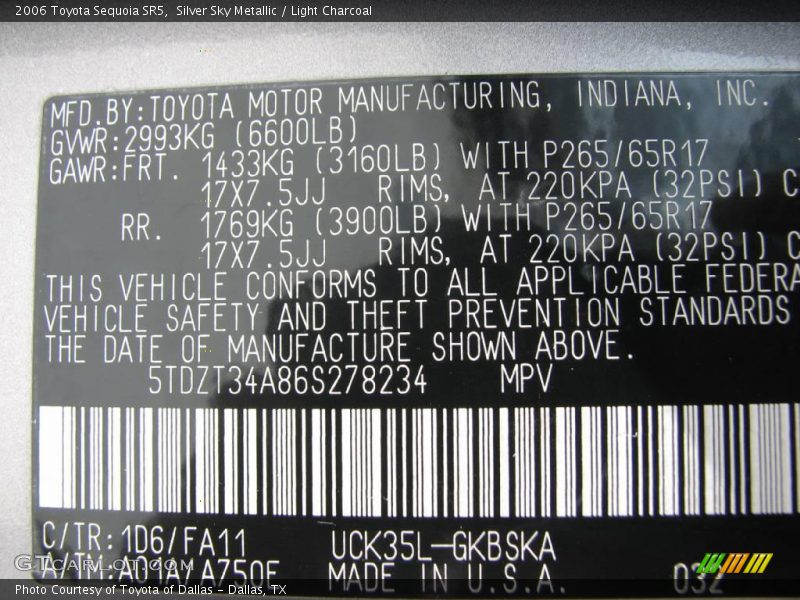 2006 Toyota Sequoia SR5,  Silver Sky Metallic / Light Charcoal
MFD.BY:TOYOTA MOTOR MANUFACTURING, INDIANA, INC.
GVWR:2993KG (6600LB)
GAWR:FRT. 1433KG (3160LB) WITH P265/65R17
17X7.5JJ RIMS, AT 220KPA (32PSI) C
RR. 1769KG (3900LB) WITH P265/65R17
17X7.5JJ RIMS, AT 220KPA (32PSI) C
THIS VEHICLE CONFORMS TO ALL APPLICABLE FEDERA
VEHICLE SAFETY AND THEFT PREVENTION STANDARDS
THE DATE OF MANUFACTURE SHOWN ABOVE.
5TDZT34A86S278234 MPV
C/TR:1D6/FA11 UCK35L-GKBSKA
A/TM:A01A/A750F MADE IN U.S.A. 032
GTCarLot.com
Photo Courtesy of Toyota of Dallas - Dallas, TX